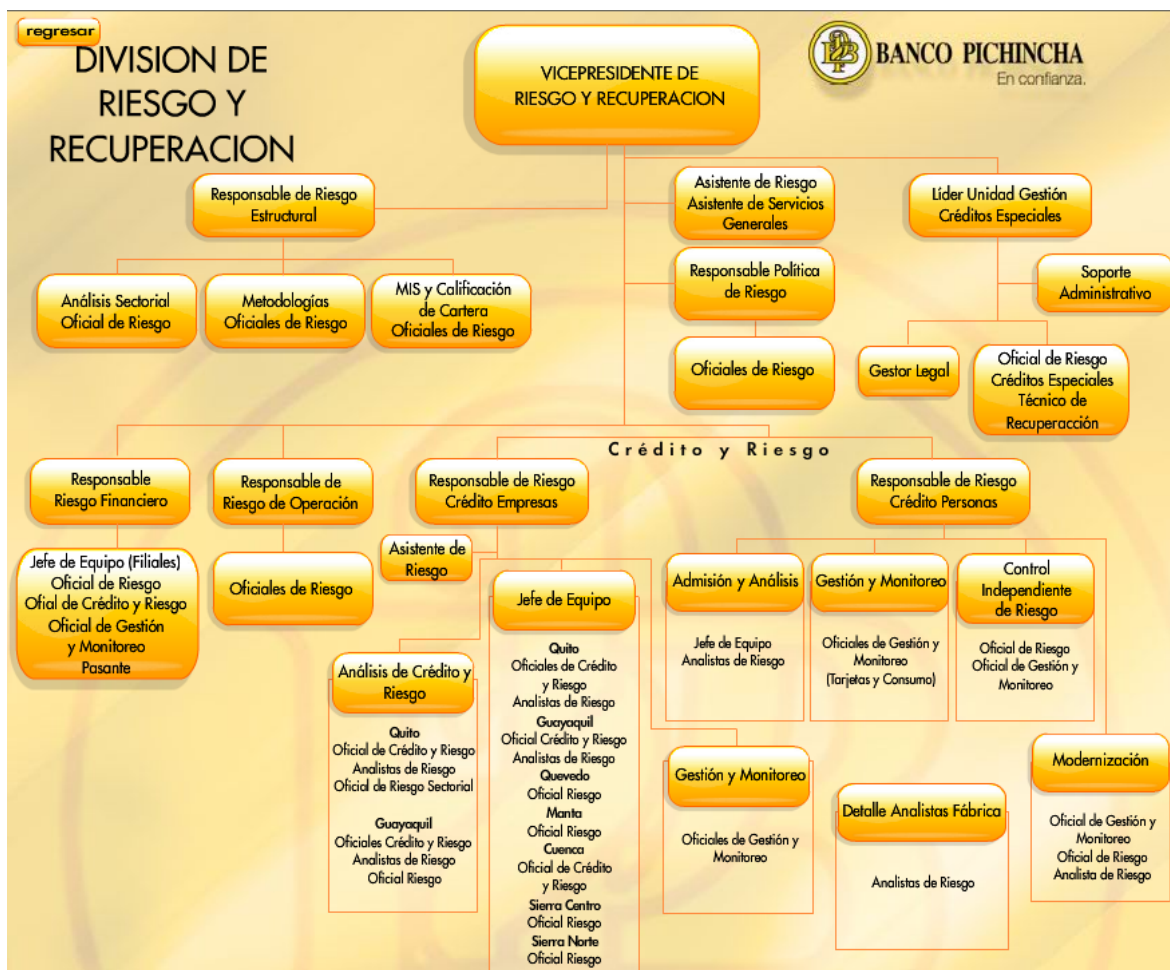 regresar
DIVISION DE
RIESGO Y
RECUPERACION
VICEPRESIDENTE DE
RIESGO Y RECUPERACION
BANCO PICHINCHA
En confianza.
Responsable de Riesgo
Estructural
Asistente de Riesgo
Asistente de Servicios
Generales
Líder Unidad Gestión
Créditos Especiales
Análisis Sectorial
Oficial de Riesgo
Metodologías
Oficiales de Riesgo
MIS y Calificación
de Cartera
Oficiales de Riesgo
Responsable Política
de Riesgo
Soporte
Administrativo
Oficiales de Riesgo
Gestor Legal
Oficial de Riesgo
Créditos Especiales
Técnico de
Recuperacción
Crédito y Riesgo
Responsable
Riesgo Financiero
Responsable de
Riesgo de Operación
Responsable de Riesgo
Crédito Empresas
Responsable de Riesgo
Crédito Personas
Jefe de Equipo (Filiales)
Oficial de Riesgo
Ofial de Crédito y Riesgo
Oficial de Gestión
y Monitoreo
Pasante
Oficiales de Riesgo
Asistente de
Riesgo
Jefe de Equipo
Quito
Oficiales de Crédito
y Riesgo
Analistas de Riesgo
Guayaquil
Oficial Crédito y Riesgo
Analistas de Riesgo
Quevedo
Oficial Riesgo
Manta
Oficial Riesgo
Cuenca
Oficial de Crédito
y Riesgo
Sierra Centro
Oficial Riesgo
Sierra Norte
Oficial Riesgo
Análisis de Crédito y
Riesgo
Quito
Oficial de Crédito y Riesgo
Analistas de Riesgo
Oficial de Riesgo Sectorial
Guayaquil
Oficiales Crédito y Riesgo
Analistas de Riesgo
Oficial Riesgo
Admisión y Análisis
Jefe de Equipo
Analistas de Riesgo
Gestión y Monitoreo
Oficiales de Gestión y
Monitoreo
(Tarjetas y Consumo)
Control
Independiente
de Riesgo
Oficial de Riesgo
Oficial de Gestión y
Monitoreo
Gestión y Monitoreo
Oficiales de Gestión y
Monitoreo
Detalle Analistas Fábrica
Analistas de Riesgo
Modernización
Oficial de Gestión y
Monitoreo
Oficial de Riesgo
Analista de Riesgo